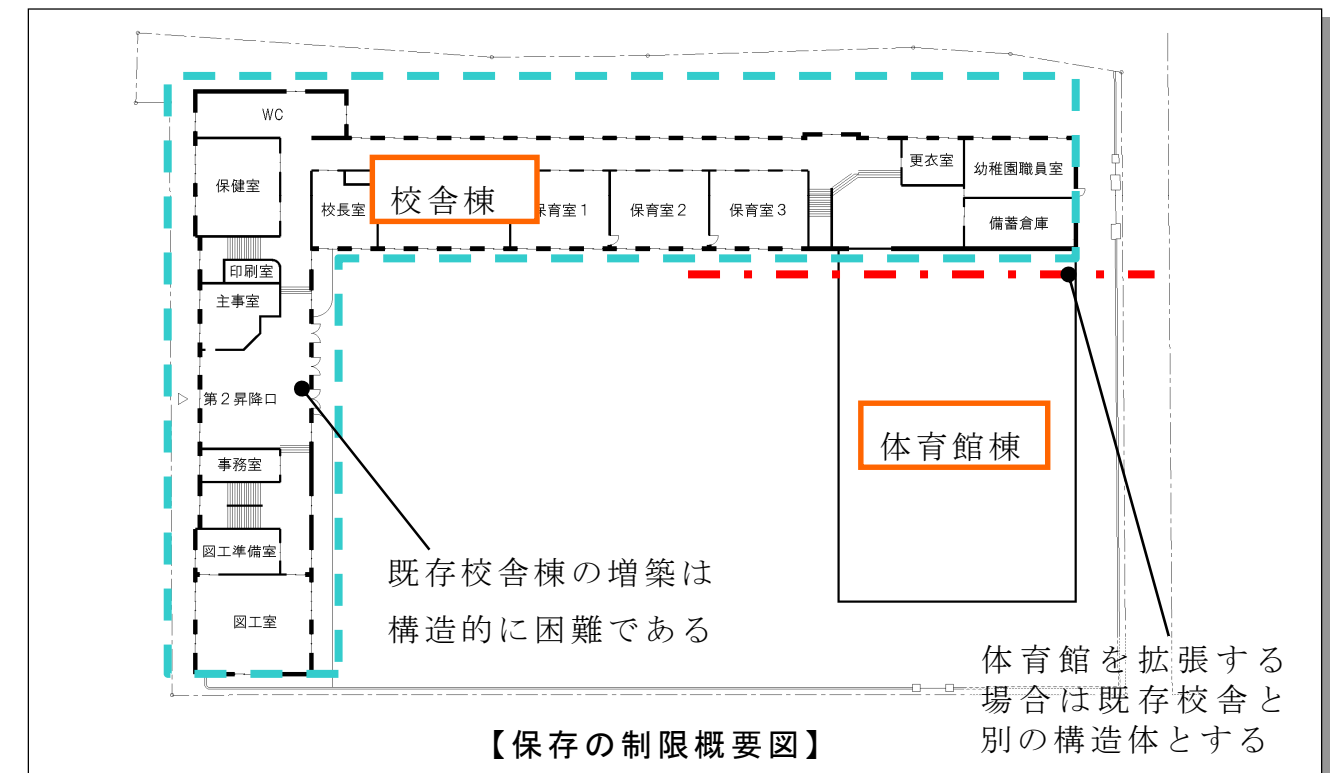 WC
保健室
校長室
校舎棟
保育室1
保育室2
保育室3
更衣室
幼稚園職員室
備蓄倉庫
印刷室
主事室
第2昇降口
事務室
図工準備室
図工室
体育館棟
既存校舎棟の増築は
構造的に困難である
体育館を拡張する
場合は既存校舎と
別の構造体とする
【保存の制限概要図】